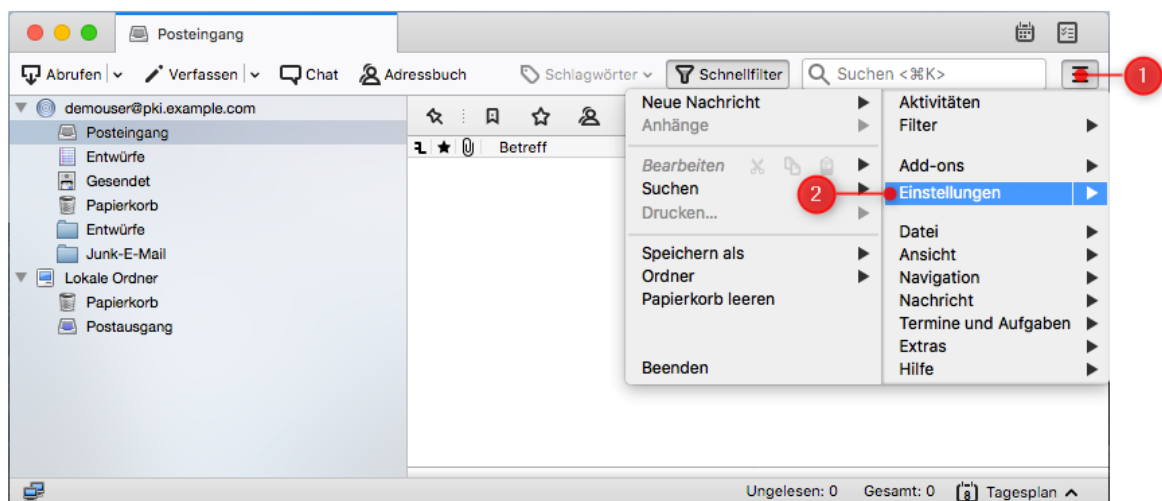 Posteingang
Abrufen Verfassen Chat Adressbuch Schlagwörter Schnellfilter Suchen <⌘K>
1
demouser@pki.example.com
Posteingang
Entwürfe
Gesendet
Papierkorb
Entwürfe
Junk-E-Mail
Lokale Ordner
Papierkorb
Postausgang
Betreff
Neue Nachricht
Anhänge
Bearbeiten
Suchen
Drucken...
Speichern als
Ordner
Papierkorb leeren
Beenden
Aktivitäten
Filter
Add-ons
2
Einstellungen
Datei
Ansicht
Navigation
Nachricht
Termine und Aufgaben
Extras
Hilfe
Ungelesen: 0 Gesamt: 0 8 Tagesplan